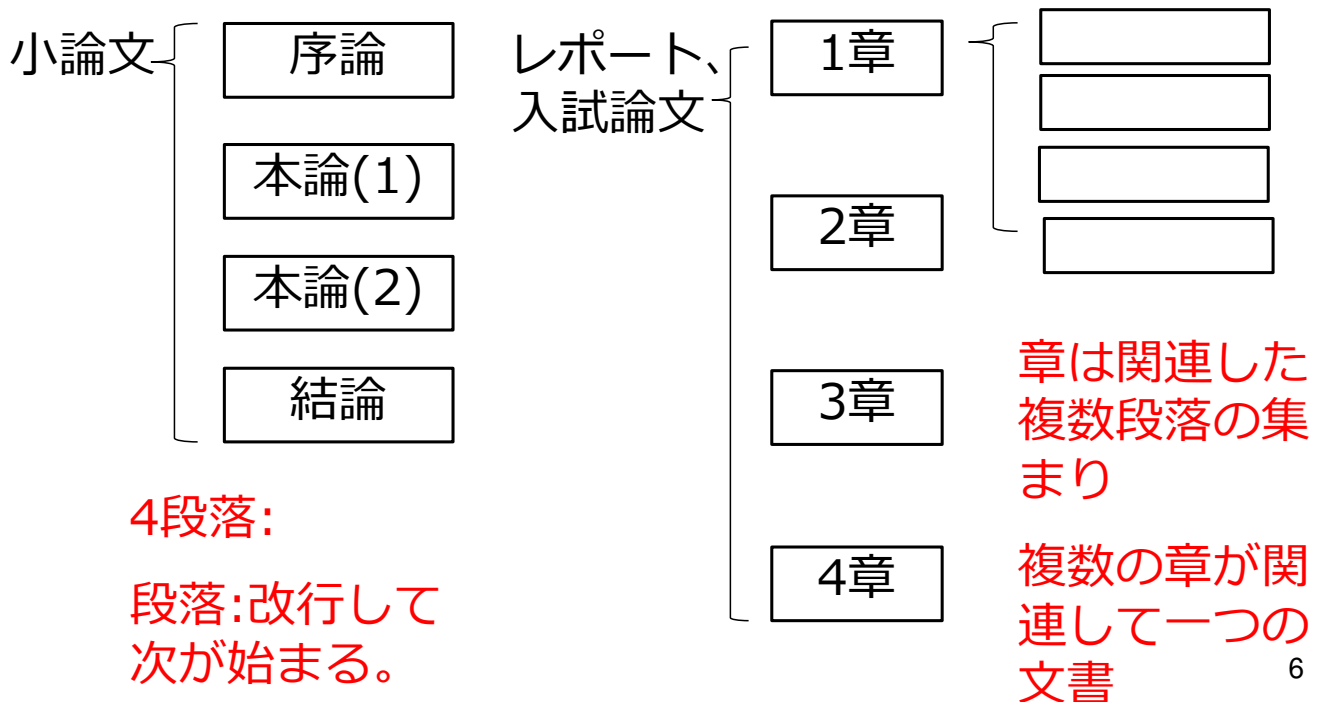 小論文
序論
本論(1)
本論(2)
結論
4段落:
段落:改行して
次が始まる。
レポート、
入試論文
1章
2章
3章
4章
章は関連した
複数段落の集
まり
複数の章が関
連して一つの
文書
6